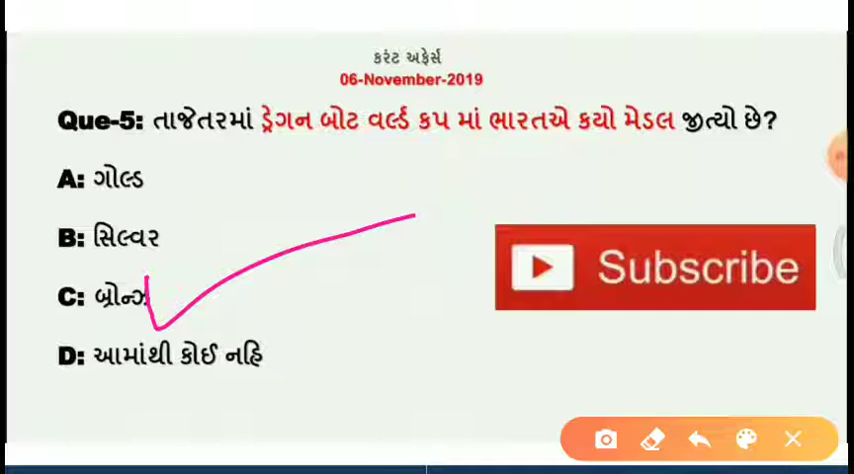 કરંટ અફેર્સ
06-November-2019
Que-5: તાજેતરમાં ડ્રેગન બોટ વર્લ્ડ કપ માં ભારતએ કયો મેડલ જીત્યો છે?
A: ગોલ્ડ
B: સિલ્વર
Subscribe
C: બ્રોન્ઝ
D: આમાંથી કોઈ નહિ